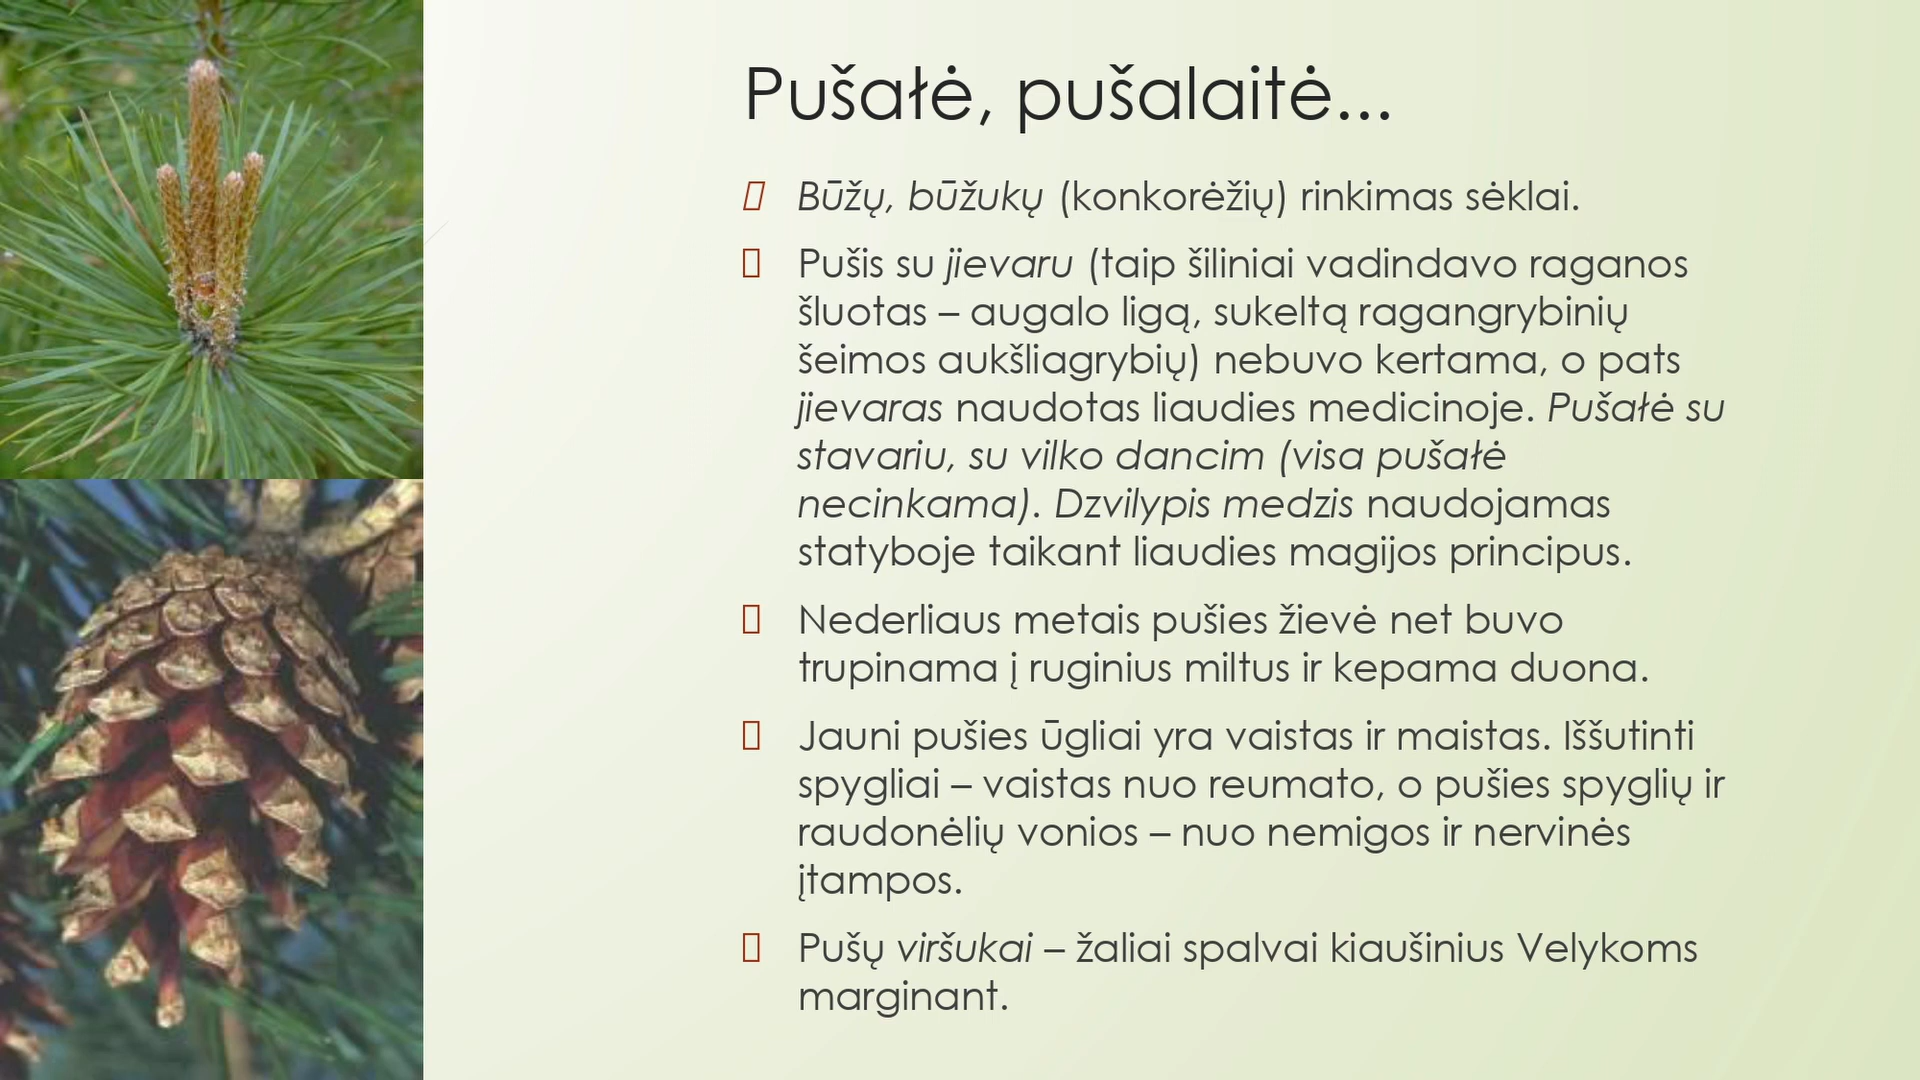 Pušałė, pušalaitė...
Būžų, būžukų (konkorėžių) rinkimas sėklai.
Pušis su jievaru (taip šiliniai vadindavo raganos
šluotas – augalo ligą, sukeltą ragangrybinių
šeimos aukšliagrybių) nebuvo kertama, o pats
jievaras naudotas liaudies medicinoje. Pušałė su
stavariu, su vilko dancim (visa pušałė
necinkama). Dzvilypis medzis naudojamas
statyboje taikant liaudies magijos principus.
Nederliaus metais pušies žievė net buvo
trupinama į ruginius miltus ir kepama duona.
Jauni pušies ūgliai yra vaistas ir maistas. Iššutinti
spygliai – vaistas nuo reumato, o pušies spyglių ir
raudonėlių vonios – nuo nemigos ir nervinės
įtampos.
Pušų viršukai – žaliai spalvai kiaušinius Velykoms
marginant.